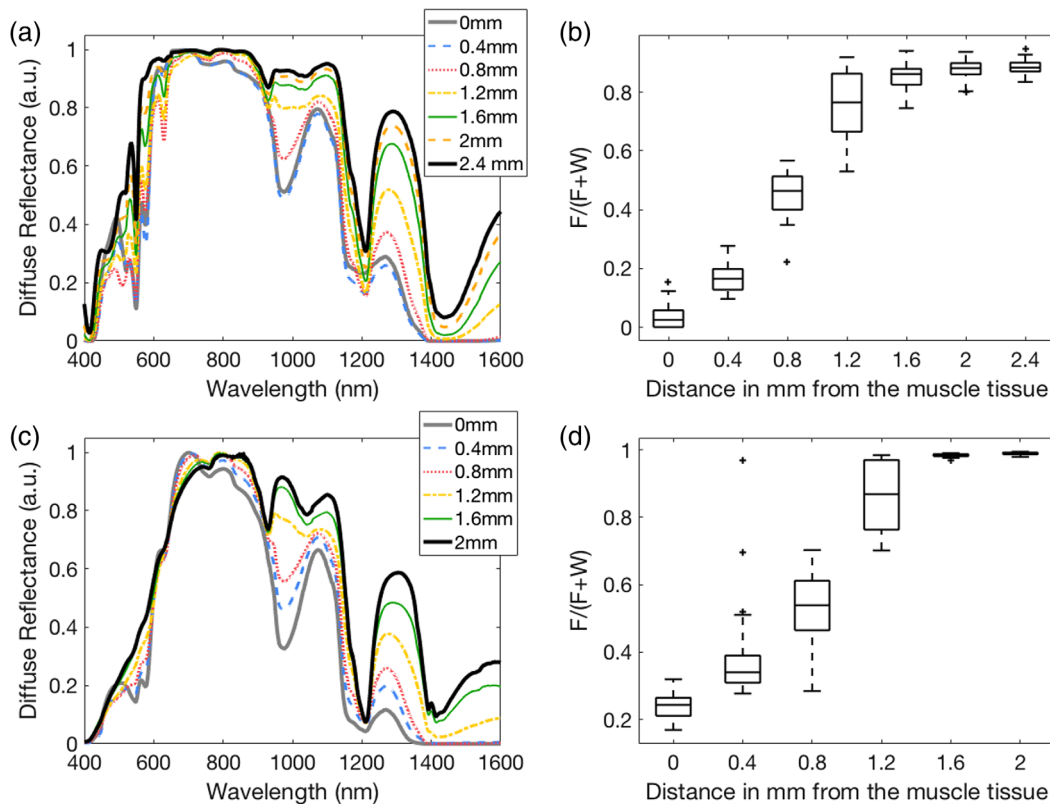 (a)
Diffuse Reflectance (a.u.)
1
0.8
0.6
0.4
0.2
0
400 600 800 1000 1200 1400 1600
Wavelength (nm)
0mm
0.4mm
0.8mm
1.2mm
1.6mm
2mm
2.4 mm
(b)
F/(F+W)
0.8
0.6
0.4
0.2
0
0 0.4 0.8 1.2 1.6 2 2.4
Distance in mm from the muscle tissue
(c)
Diffuse Reflectance (a.u.)
1
0.8
0.6
0.4
0.2
0
400 600 800 1000 1200 1400 1600
Wavelength (nm)
0mm
0.4mm
0.8mm
1.2mm
1.6mm
2mm
(d)
F/(F+W)
1
0.8
0.6
0.4
0.2
0 0.4 0.8 1.2 1.6 2
Distance in mm from the muscle tissue